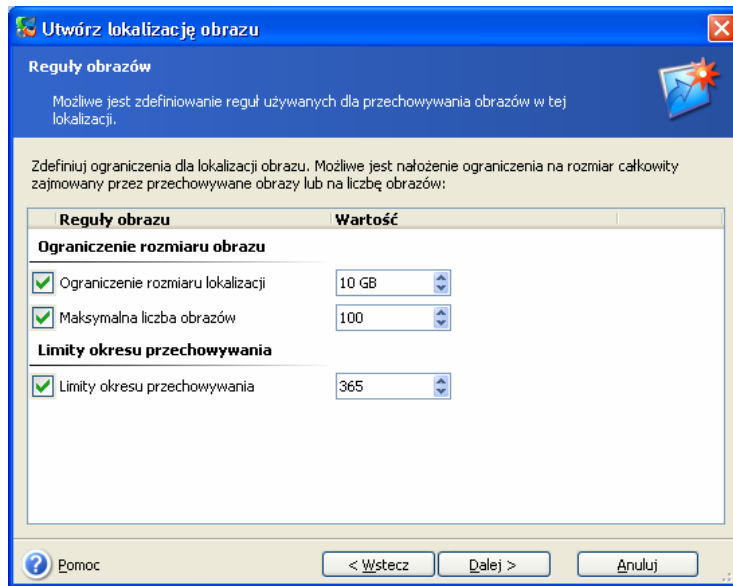 Utwórz lokalizację obrazu
Reguły obrazów
Możliwe jest zdefiniowanie reguł używanych dla przechowywania obrazów w tej
lokalizacji.
Zdefiniuj ograniczenia dla lokalizacji obrazu. Możliwe jest nałożenie ograniczenia na rozmiar całkowity
zajmowany przez przechowywane obrazy lub na liczbę obrazów:
Reguły obrazu Wartość
Ograniczenie rozmiaru obrazu
Ograniczenie rozmiaru lokalizacji 10 GB
Maksymalna liczba obrazów 100
Limity okresu przechowywania
Limity okresu przechowywania 365
Pomoc < Wstecz Dalej > Anuluj